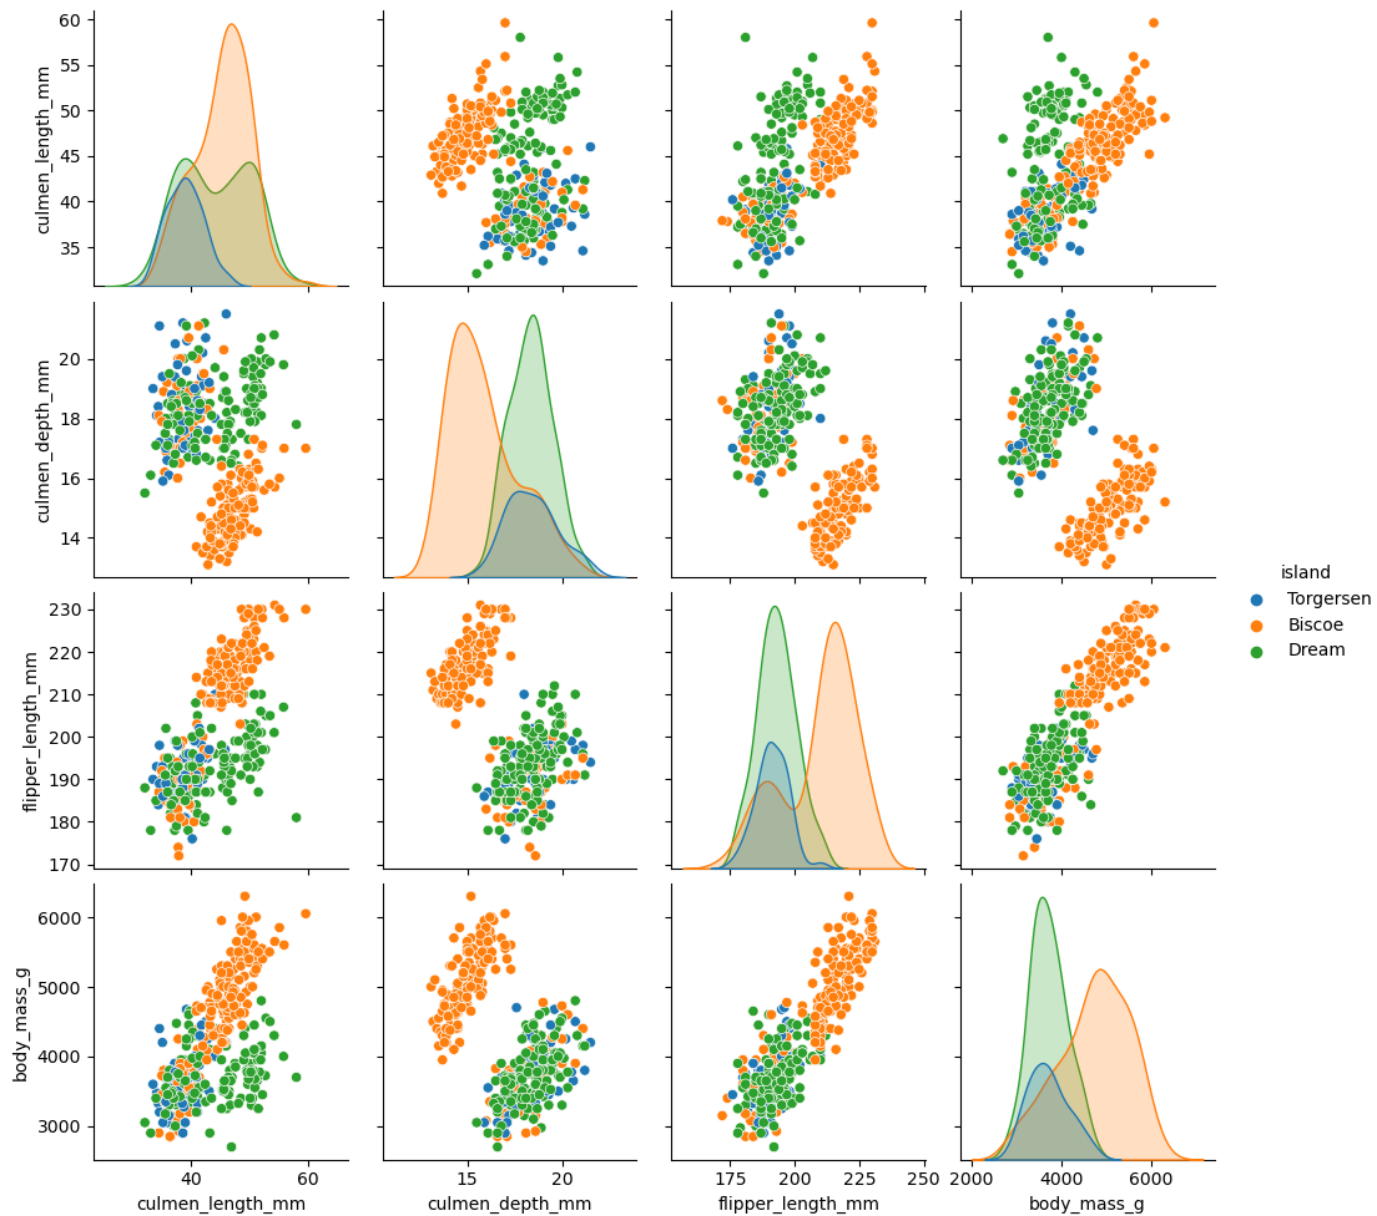 60
55
50
45
40
35
culmen_length_mm
20
18
16
14
culmen_depth_mm
island
Torgersen
Biscoe
Dream
230
220
210
200
190
180
170
flipper_length_mm
6000
5000
4000
3000
body_mass_g
40 60
15 20
175 200 225 250
2000 4000 6000
culmen_length_mm
culmen_depth_mm
flipper_length_mm
body_mass_g